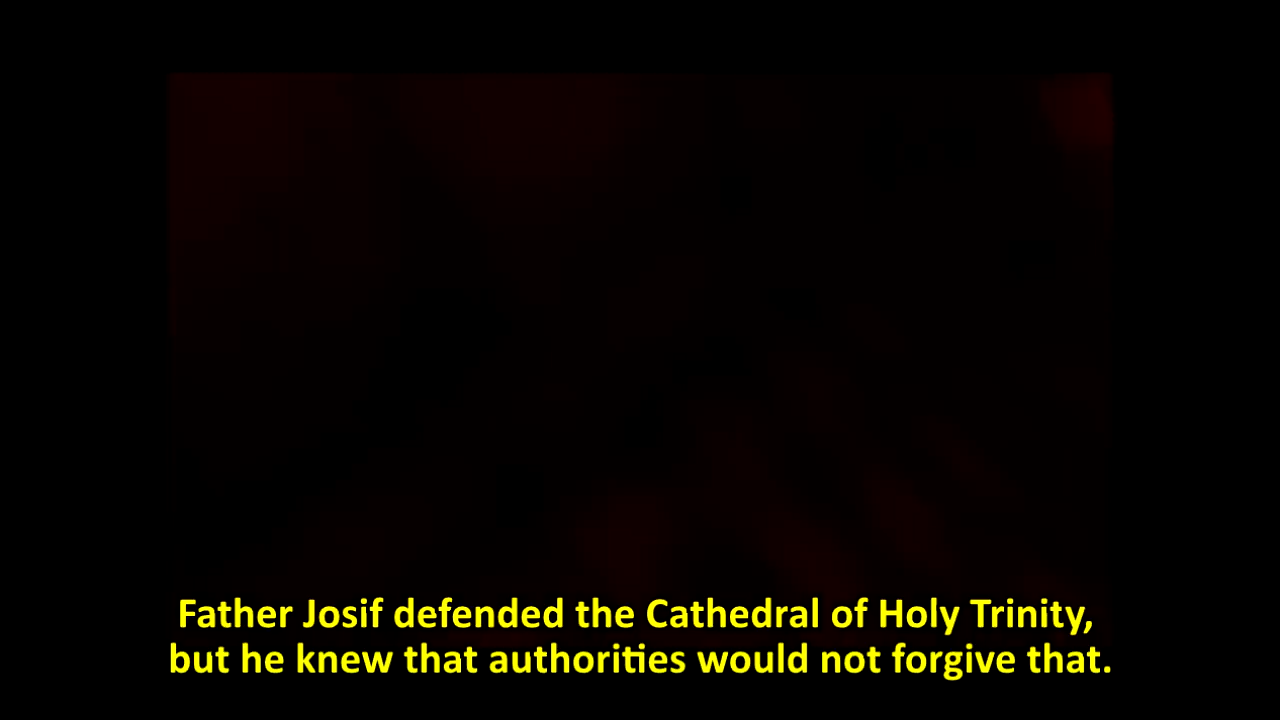 Father Josif defended the Cathedral of Holy Trinity,
but he knew that authorities would not forgive that.